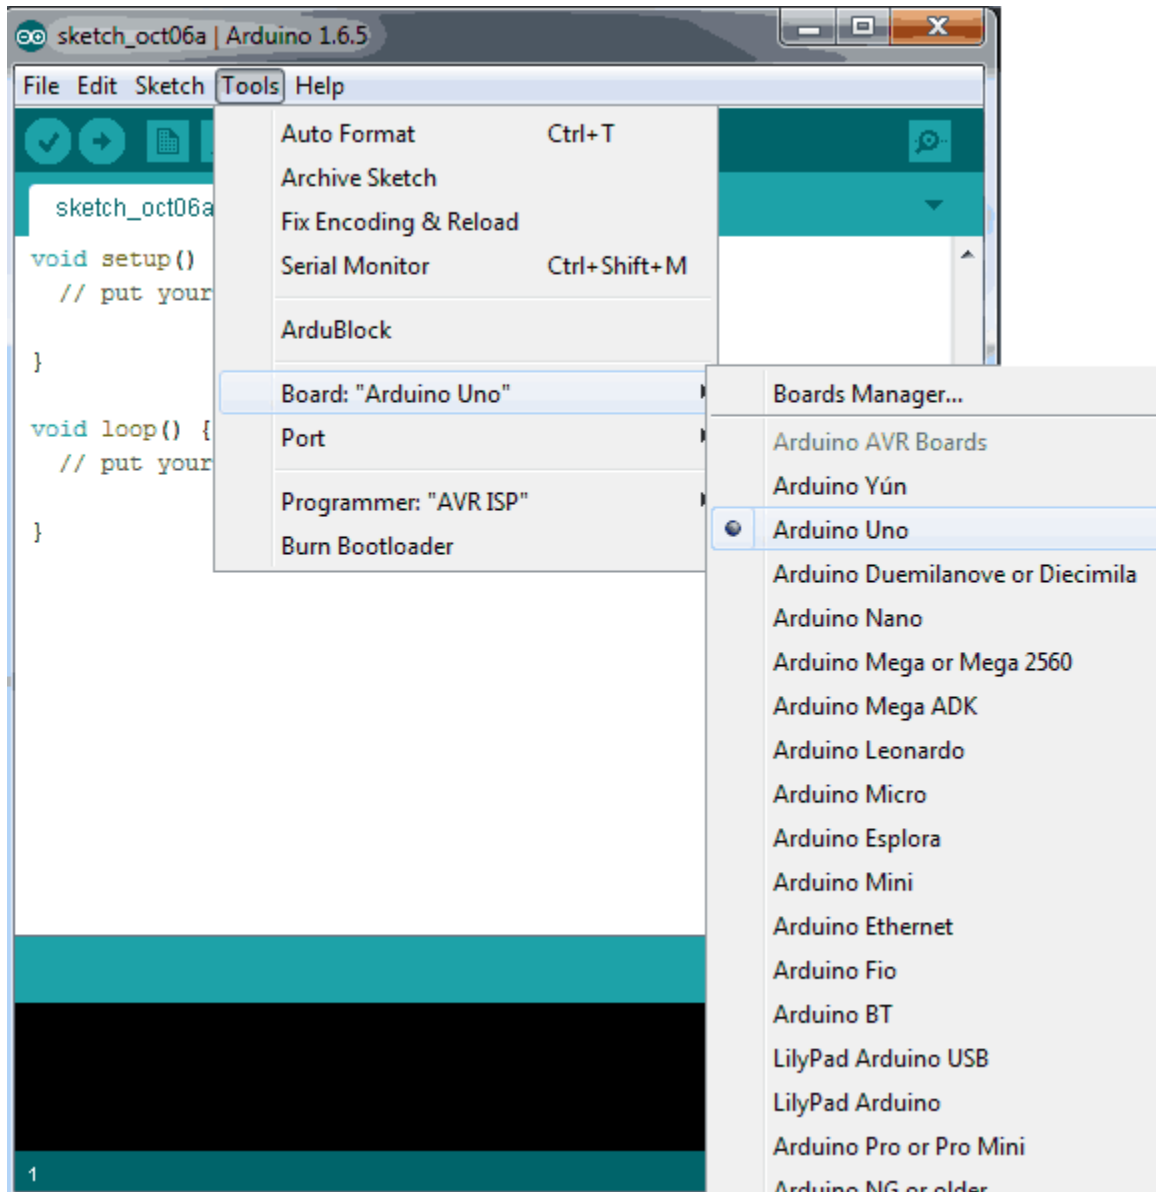 sketch_oct06a | Arduino 1.6.5
File Edit Sketch Tools Help
Auto Format Ctrl+T
Archive Sketch
sketch_oct06a
Fix Encoding & Reload
void setup()
Serial Monitor Ctrl+Shift+M
// put your
ArduBlock
}
Board: "Arduino Uno"
void loop() {
Port
// put your
Programmer: "AVR ISP"
}
Burn Bootloader
Boards Manager...
Arduino AVR Boards
Arduino Yún
Arduino Uno
Arduino Duemilanove or Diecimila
Arduino Nano
Arduino Mega or Mega 2560
Arduino Mega ADK
Arduino Leonardo
Arduino Micro
Arduino Esplora
Arduino Mini
Arduino Ethernet
Arduino Fio
Arduino BT
LilyPad Arduino USB
LilyPad Arduino
Arduino Pro or Pro Mini
Arduino NG or older
1